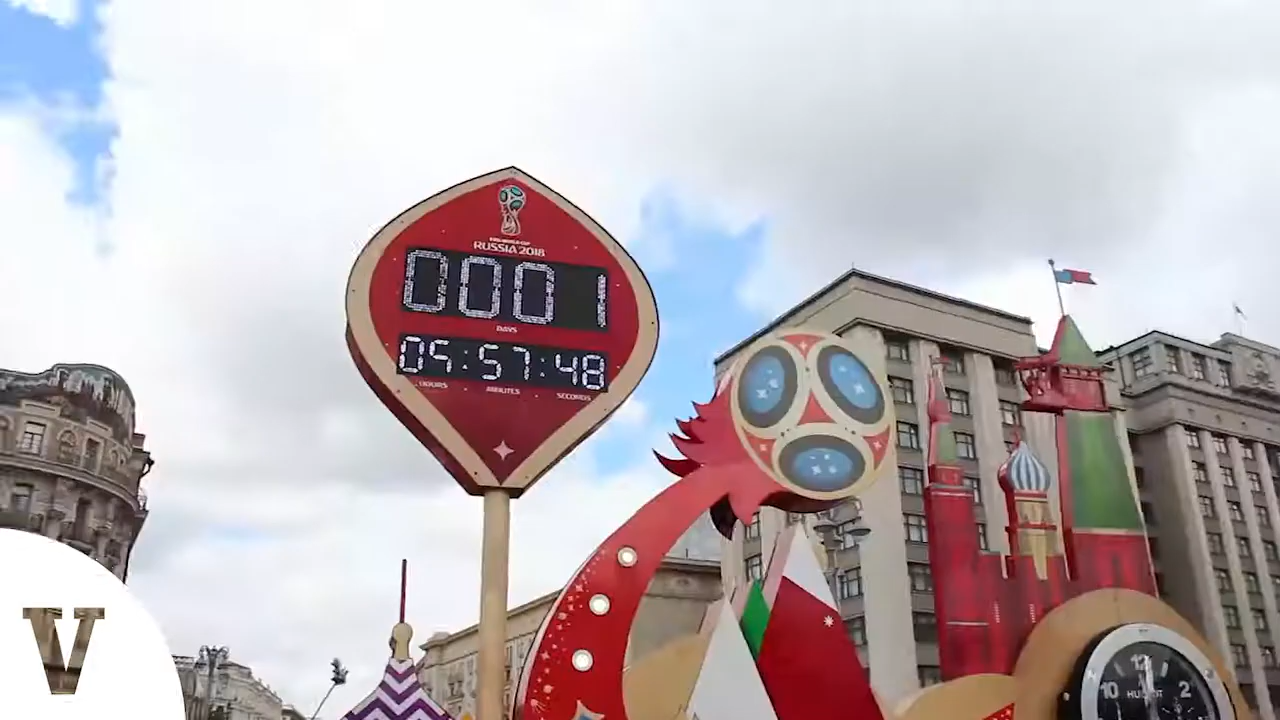 FIFA WORLD CUP
RUSSIA 2018
0001
DAYS
05:57:48
HOURS MINUTES SECONDS
12
10 HUBLOT 2
V